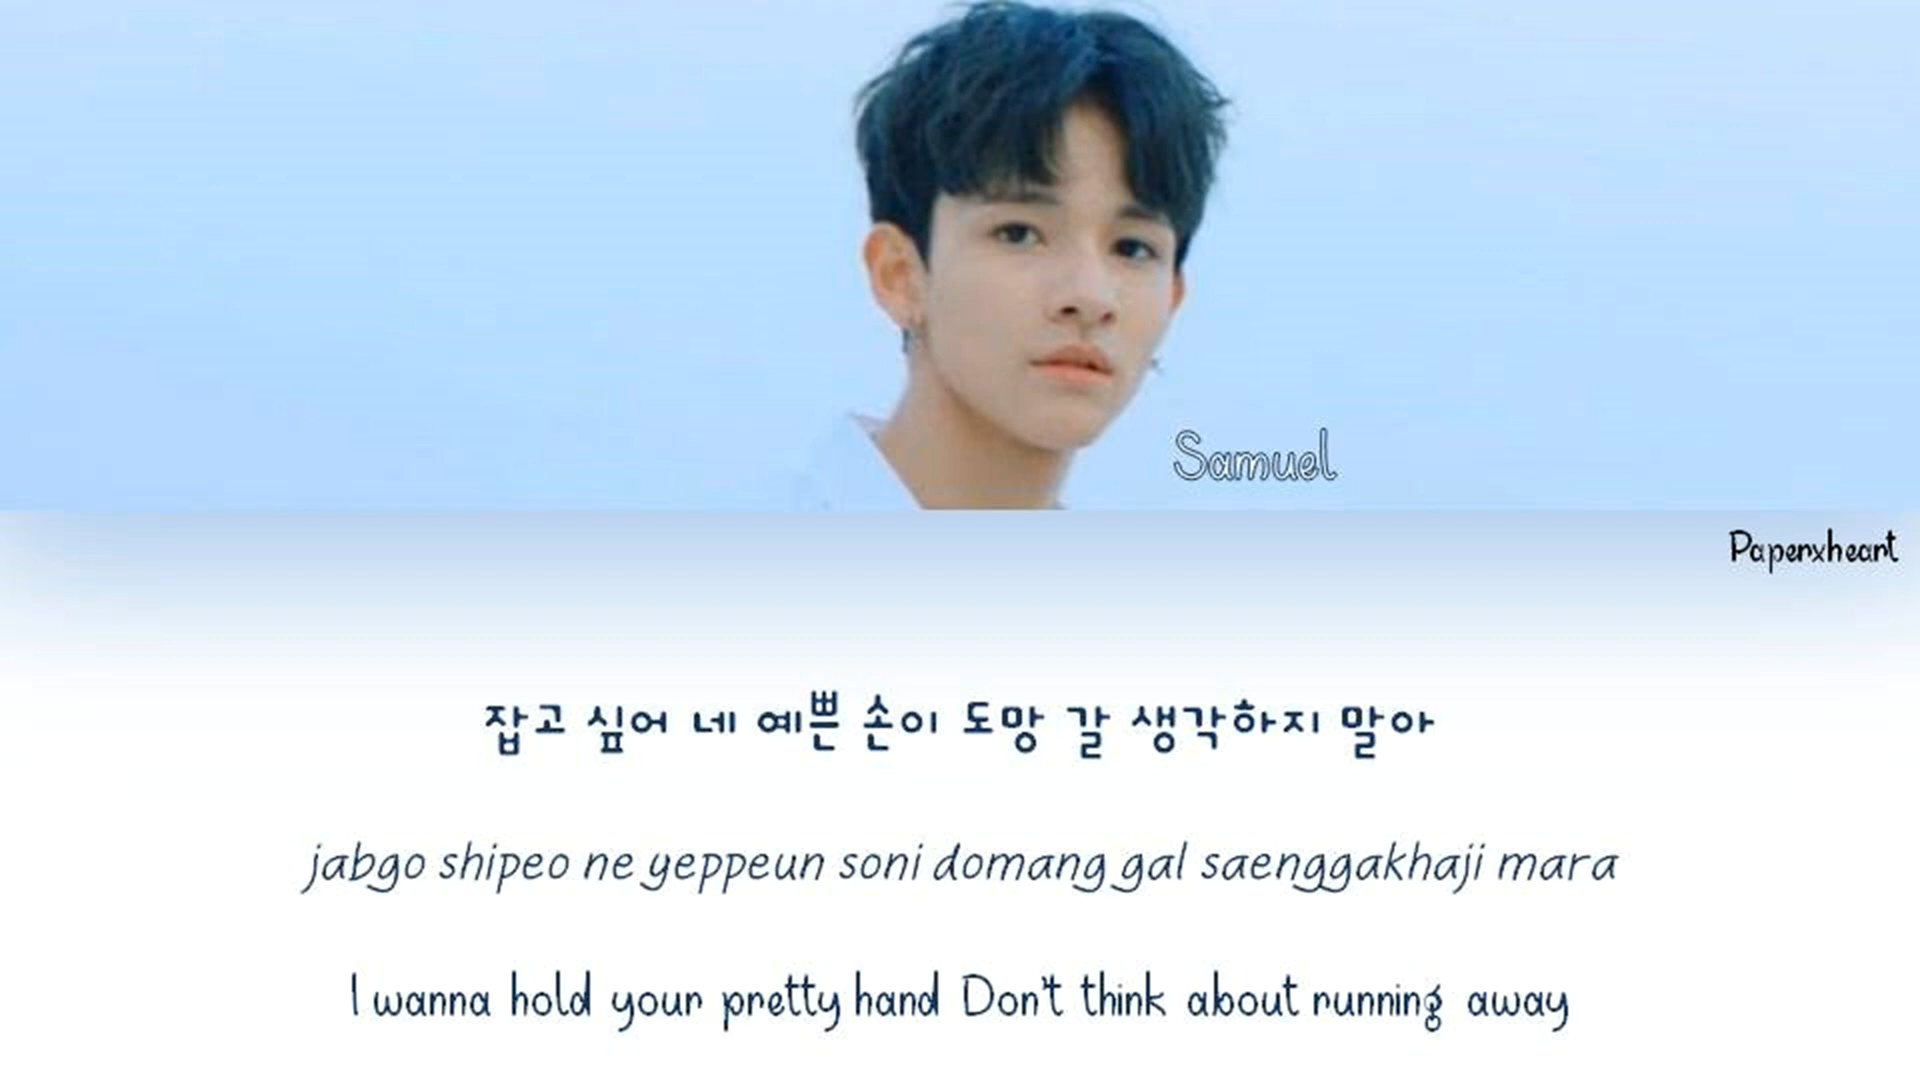 Samuel
Paperxheart
잡고 싶어 네 예쁜 손이 도망 갈 생각하지 말아
jabgo shipeo ne yeppeun soni domang gal saenggakhaji mara
I wanna hold your pretty hand Don't think about running away